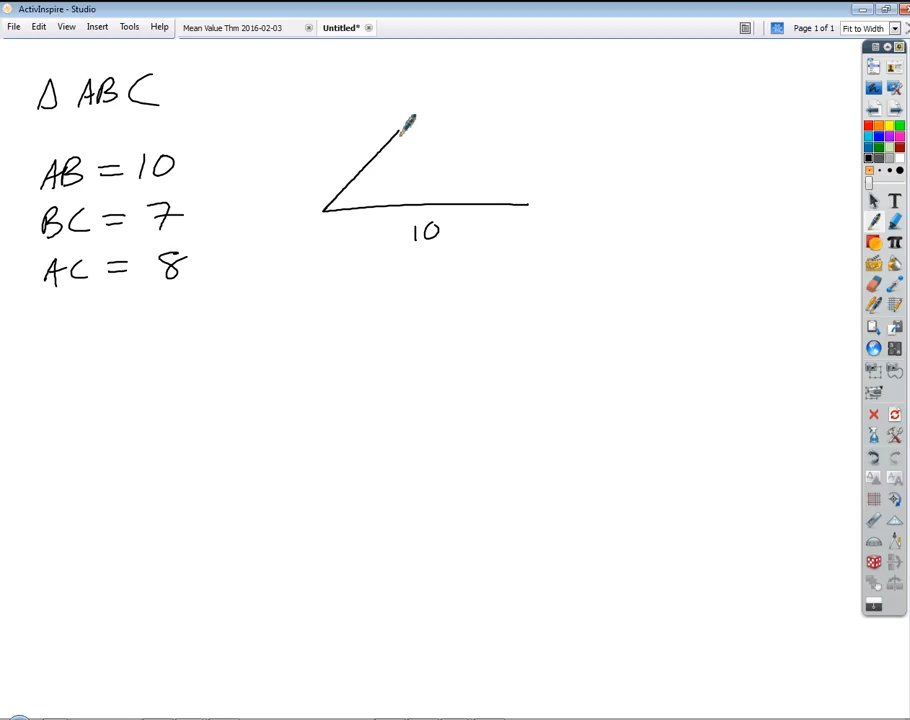 ActivInspire - Studio
File Edit View Insert Tools Help Mean Value Thm 2016-02-03 Untitled* Page 1 of 1 Fit to Width
Δ ABC
AB = 10
BC = 7
AC = 8
10
T
π